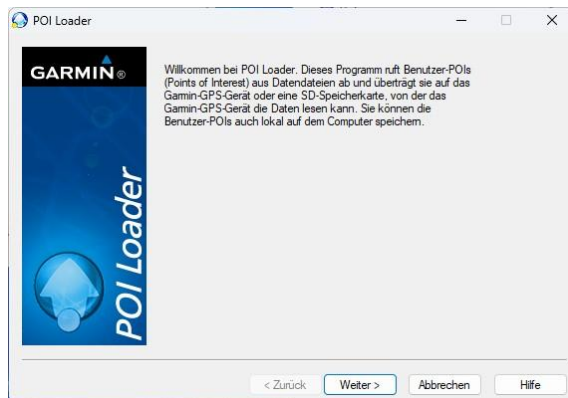 POI Loader
GARMIN®
POI Loader
Willkommen bei POI Loader. Dieses Programm ruft Benutzer-POIs
(Points of Interest) aus Datendateien ab und überträgt sie auf das
Garmin-GPS-Gerät oder eine SD-Speicherkarte, von der das
Garmin-GPS-Gerät die Daten lesen kann. Sie können die
Benutzer-POIs auch lokal auf dem Computer speichern.
< Zurück Weiter > Abbrechen Hilfe